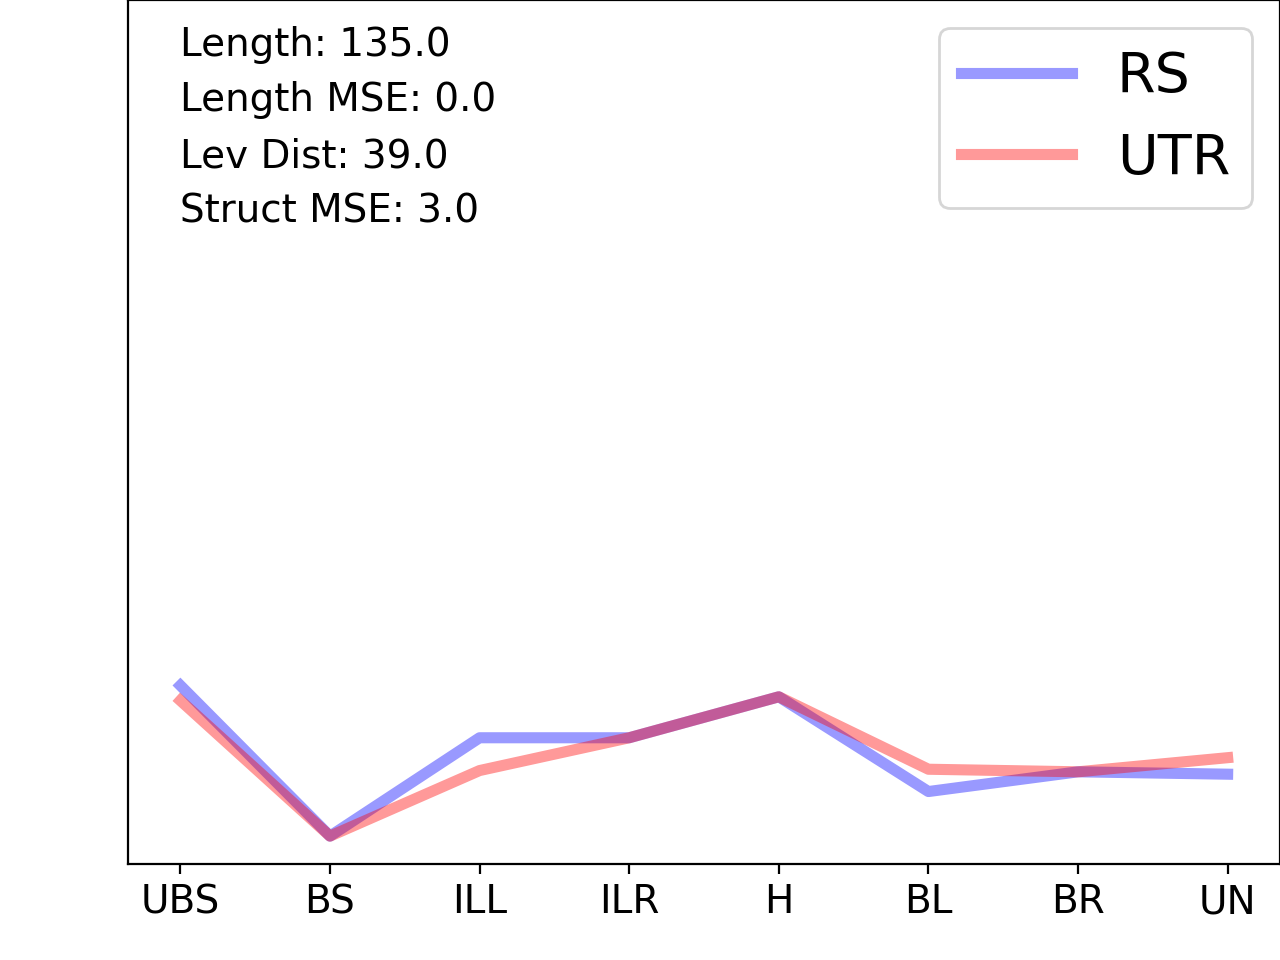 Length: 135.0
Length MSE: 0.0
Lev Dist: 39.0
Struct MSE: 3.0
RS
UTR
UBS BS ILL ILR H BL BR UN